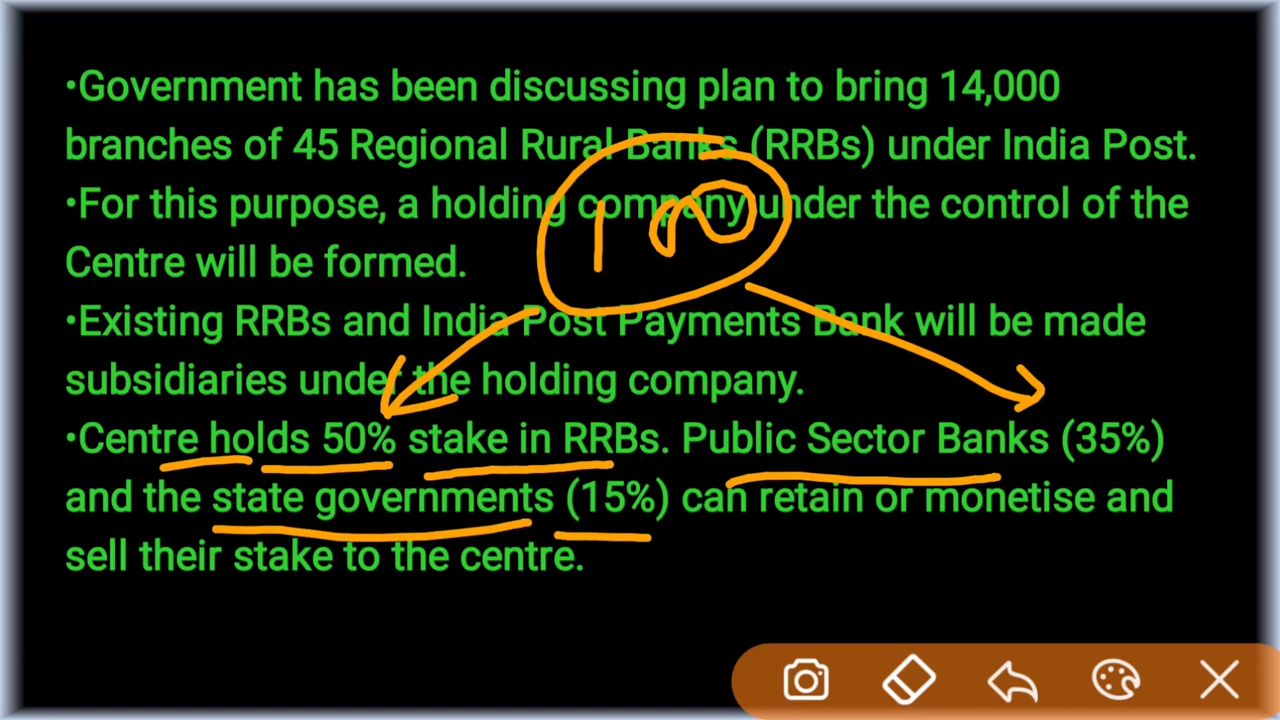 •Government has been discussing plan to bring 14,000
branches of 45 Regional Rural Banks (RRBs) under India Post.
•For this purpose, a holding company under the control of the
Centre will be formed.
•Existing RRBs and India Post Payments Bank will be made
subsidiaries under the holding company.
•Centre holds 50% stake in RRBs. Public Sector Banks (35%)
and the state governments (15%) can retain or monetise and
sell their stake to the centre.